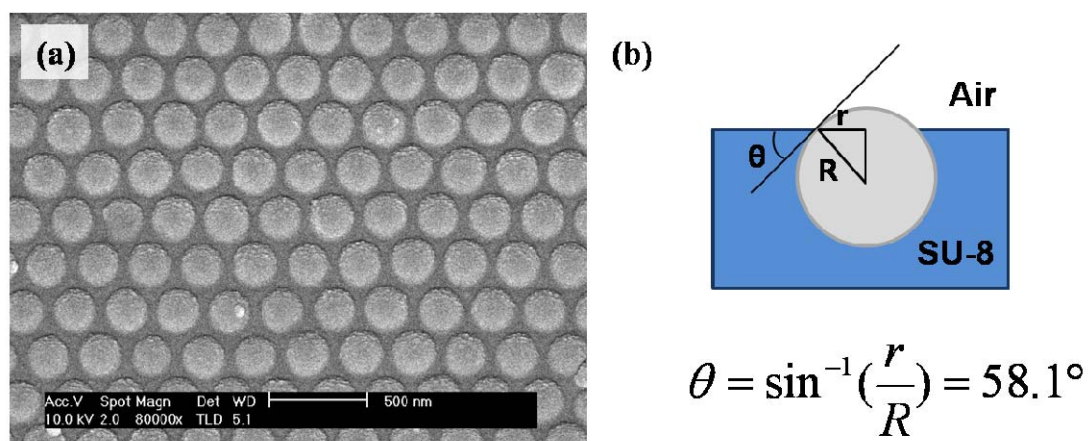 (a)
Acc.V Spot Magn Det WD 500 nm
10.0 kV 2.0 80000x TLD 5.1
(b)
Air
r
θ
R
SU-8
θ = sin⁻¹(r/R) = 58.1°